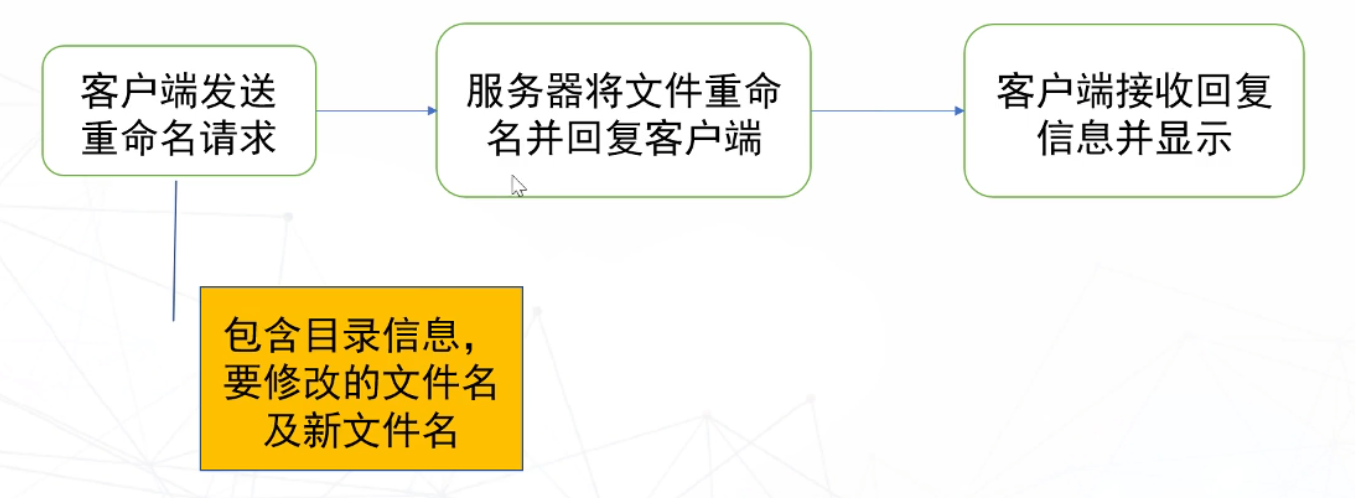 客户端发送
重命名请求
服务器将文件重命
名并回复客户端
客户端接收回复
信息并显示
包含目录信息，
要修改的文件名
及新文件名